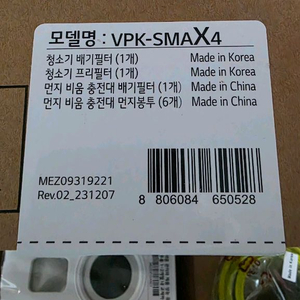 모델명 : VPK-SMAX4
청소기 배기필터 (1개) Made in Korea
청소기 프리필터 (1개) Made in Korea
먼지 비움 충전대 배기필터 (1개) Made in China
먼지 비움 충전대 먼지봉투 (6개) Made in China
MEZ09319221
Rev.02_231207
8 806084 650528